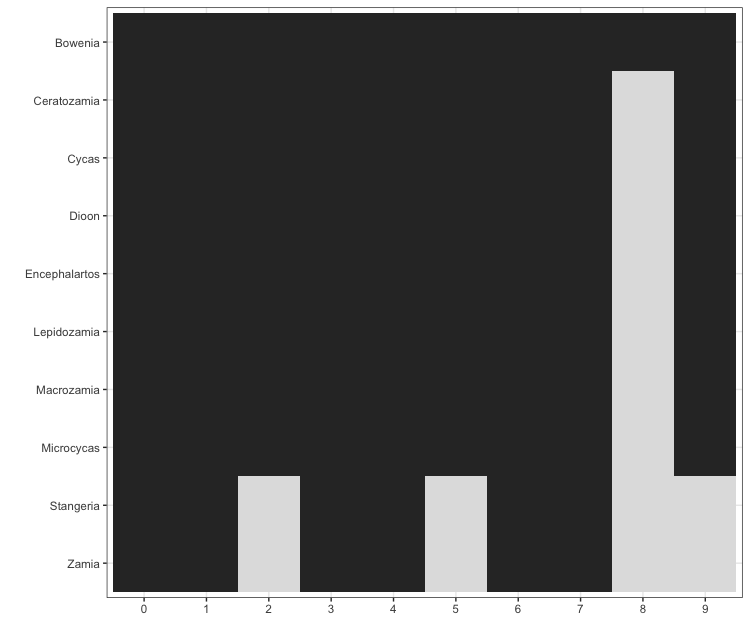 Bowenia
Ceratozamia
Cycas
Dioon
Encephalartos
Lepidozamia
Macrozamia
Microcycas
Stangeria
Zamia
0 1 2 3 4 5 6 7 8 9